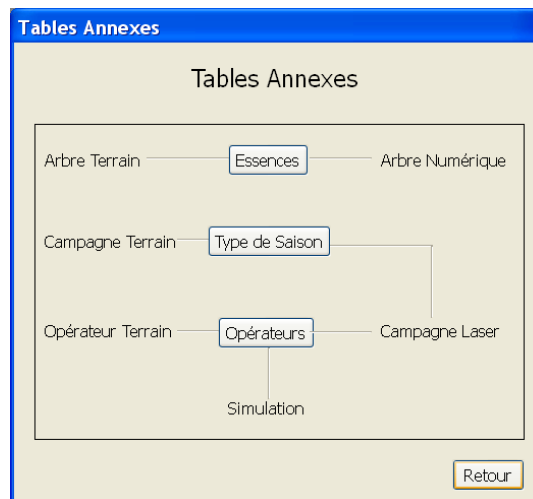 Tables Annexes
Tables Annexes
Arbre Terrain Essences Arbre Numérique
Campagne Terrain Type de Saison
Opérateur Terrain Opérateurs Campagne Laser
Simulation
Retour